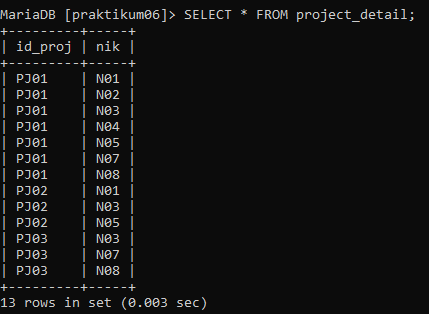 MariaDB [praktikum06]> SELECT * FROM project_detail;
+---------+-----+
| id_proj | nik |
+---------+-----+
| PJ01    | N01 |
| PJ01    | N02 |
| PJ01    | N03 |
| PJ01    | N04 |
| PJ01    | N05 |
| PJ01    | N07 |
| PJ01    | N08 |
| PJ02    | N01 |
| PJ02    | N03 |
| PJ02    | N05 |
| PJ03    | N03 |
| PJ03    | N07 |
| PJ03    | N08 |
+---------+-----+
13 rows in set (0.003 sec)